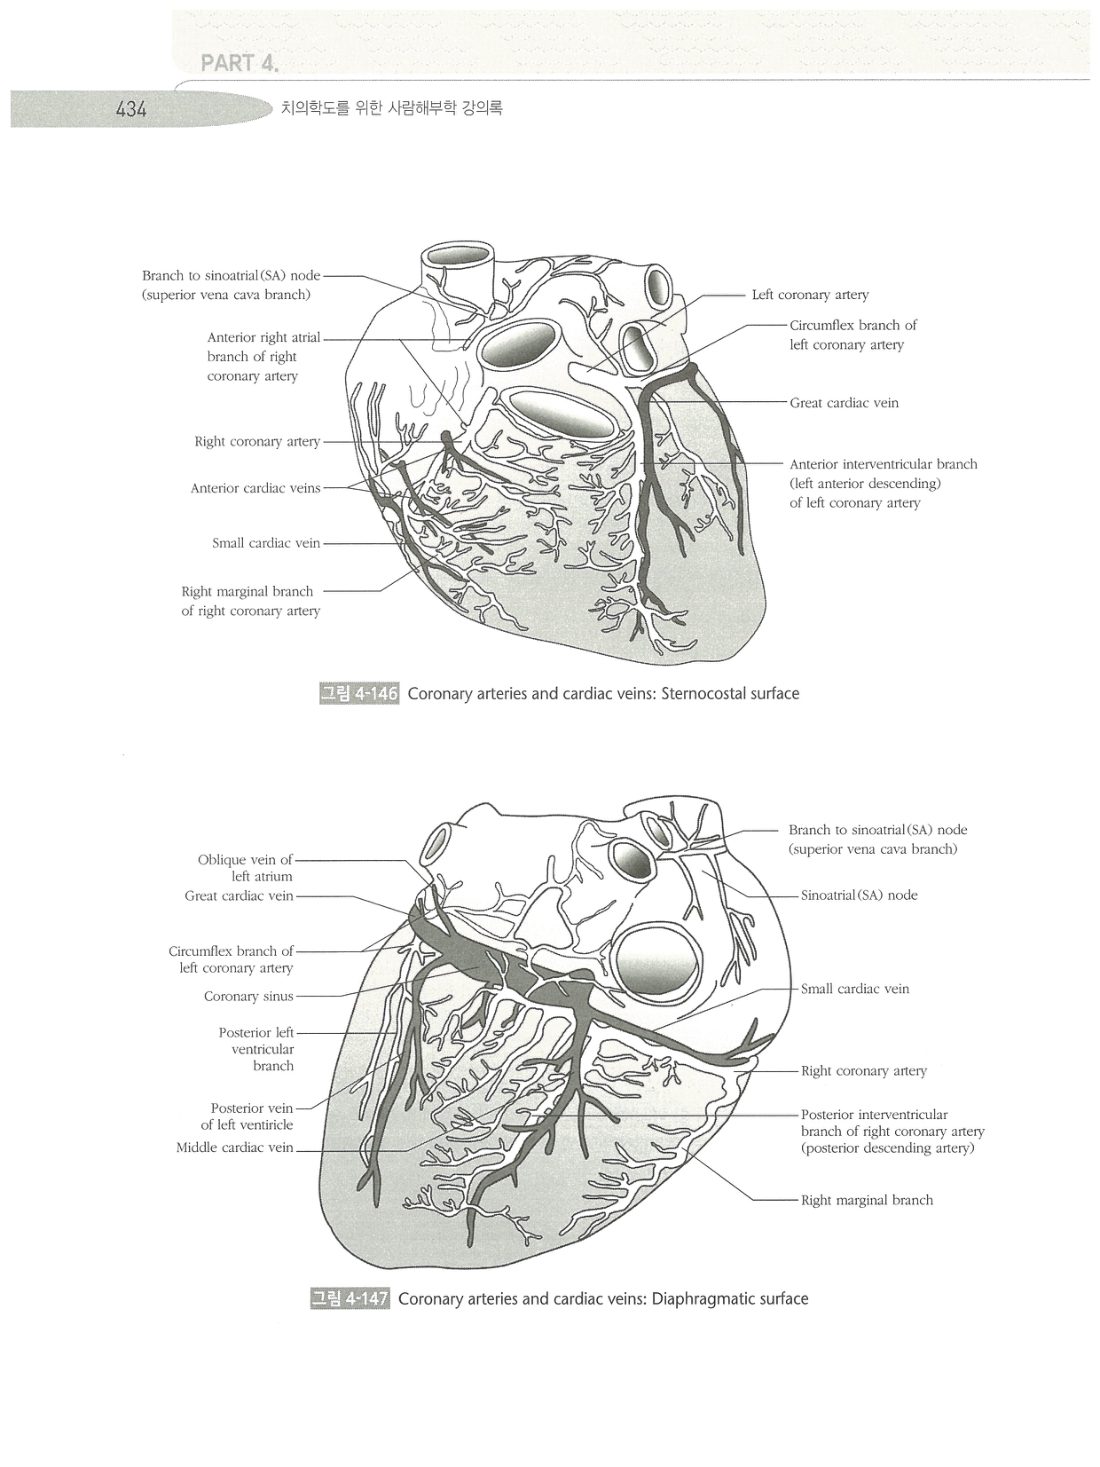 PART 4.
434
치의학도를 위한 사람해부학 강의록
Branch to sinoatrial(SA) node
(superior vena cava branch)
Anterior right atrial
branch of right
coronary artery
Right coronary artery
Anterior cardiac veins
Small cardiac vein
Right marginal branch
of right coronary artery
Left coronary artery
Circumflex branch of
left coronary artery
Great cardiac vein
Anterior interventricular branch
(left anterior descending)
of left coronary artery
그림 4-146 Coronary arteries and cardiac veins: Sternocostal surface
Oblique vein of
left atrium
Great cardiac vein
Circumflex branch of
left coronary artery
Coronary sinus
Posterior left
ventricular
branch
Posterior vein
of left ventiricle
Middle cardiac vein
Branch to sinoatrial(SA) node
(superior vena cava branch)
Sinoatrial(SA) node
Small cardiac vein
Right coronary artery
Posterior interventricular
branch of right coronary artery
(posterior descending artery)
Right marginal branch
그림 4-147 Coronary arteries and cardiac veins: Diaphragmatic surface